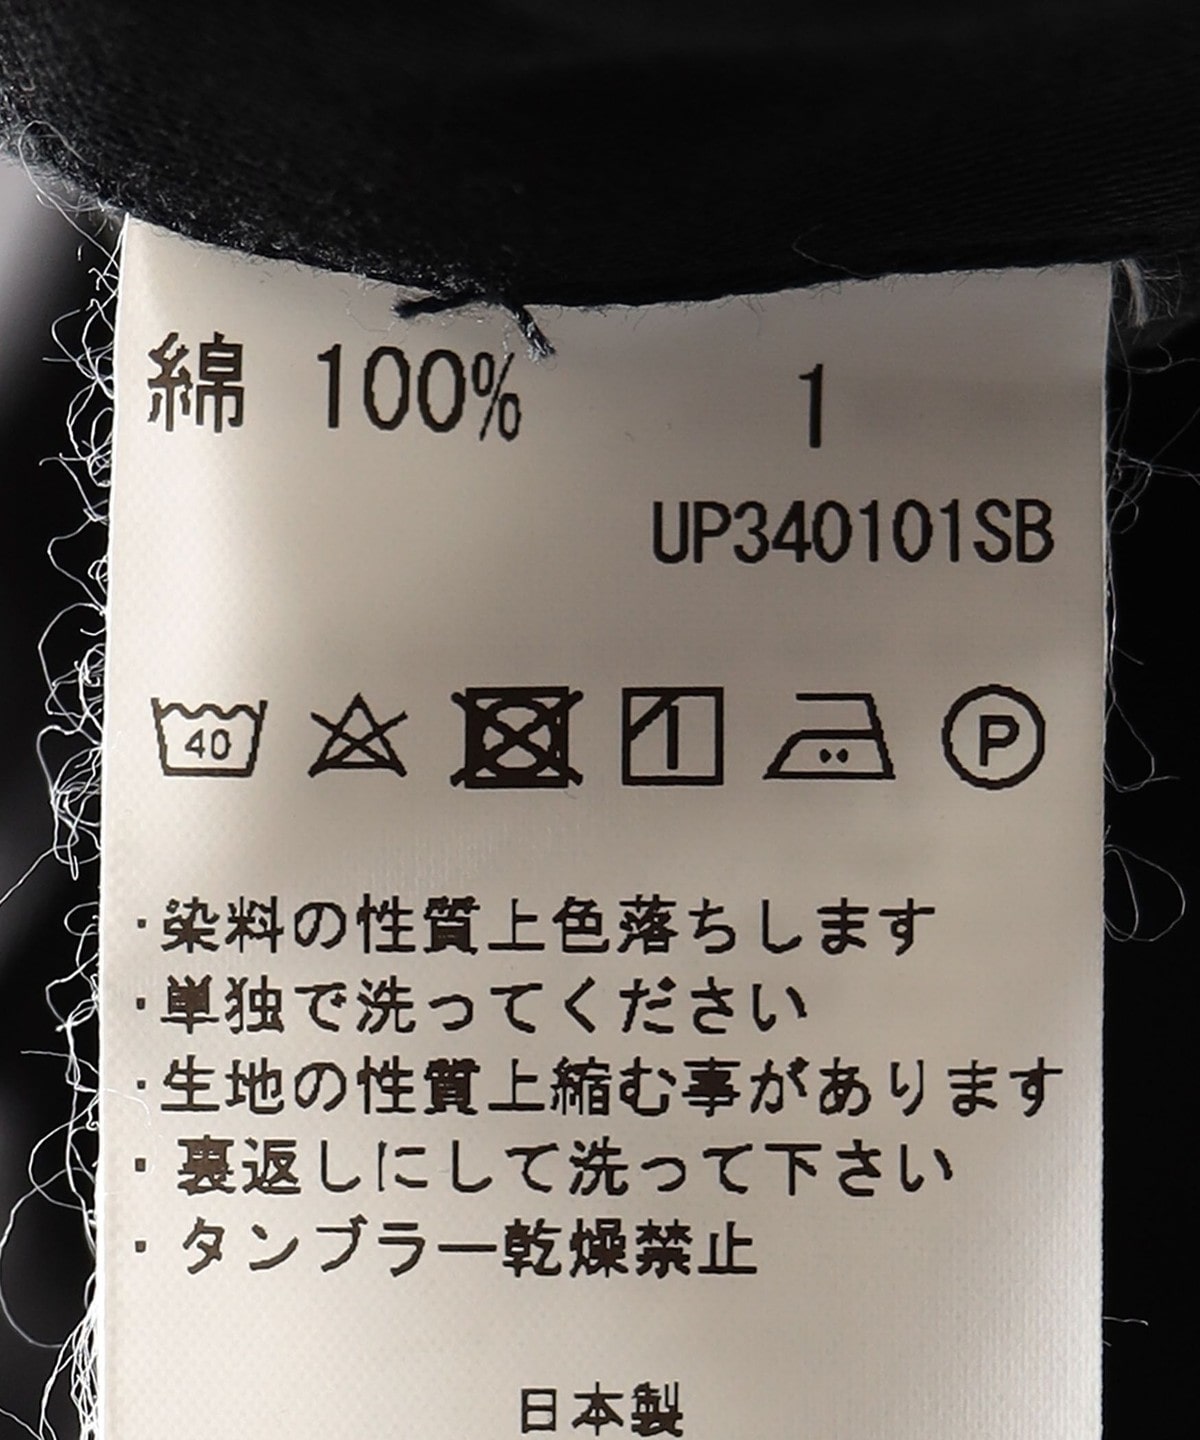 綿 100% 1
UP340101SB
40 P
・染料の性質上色落ちします
・単独で洗ってください
・生地の性質上縮む事があります
・裏返しにして洗って下さい
・タンブラー乾燥禁止
日本製